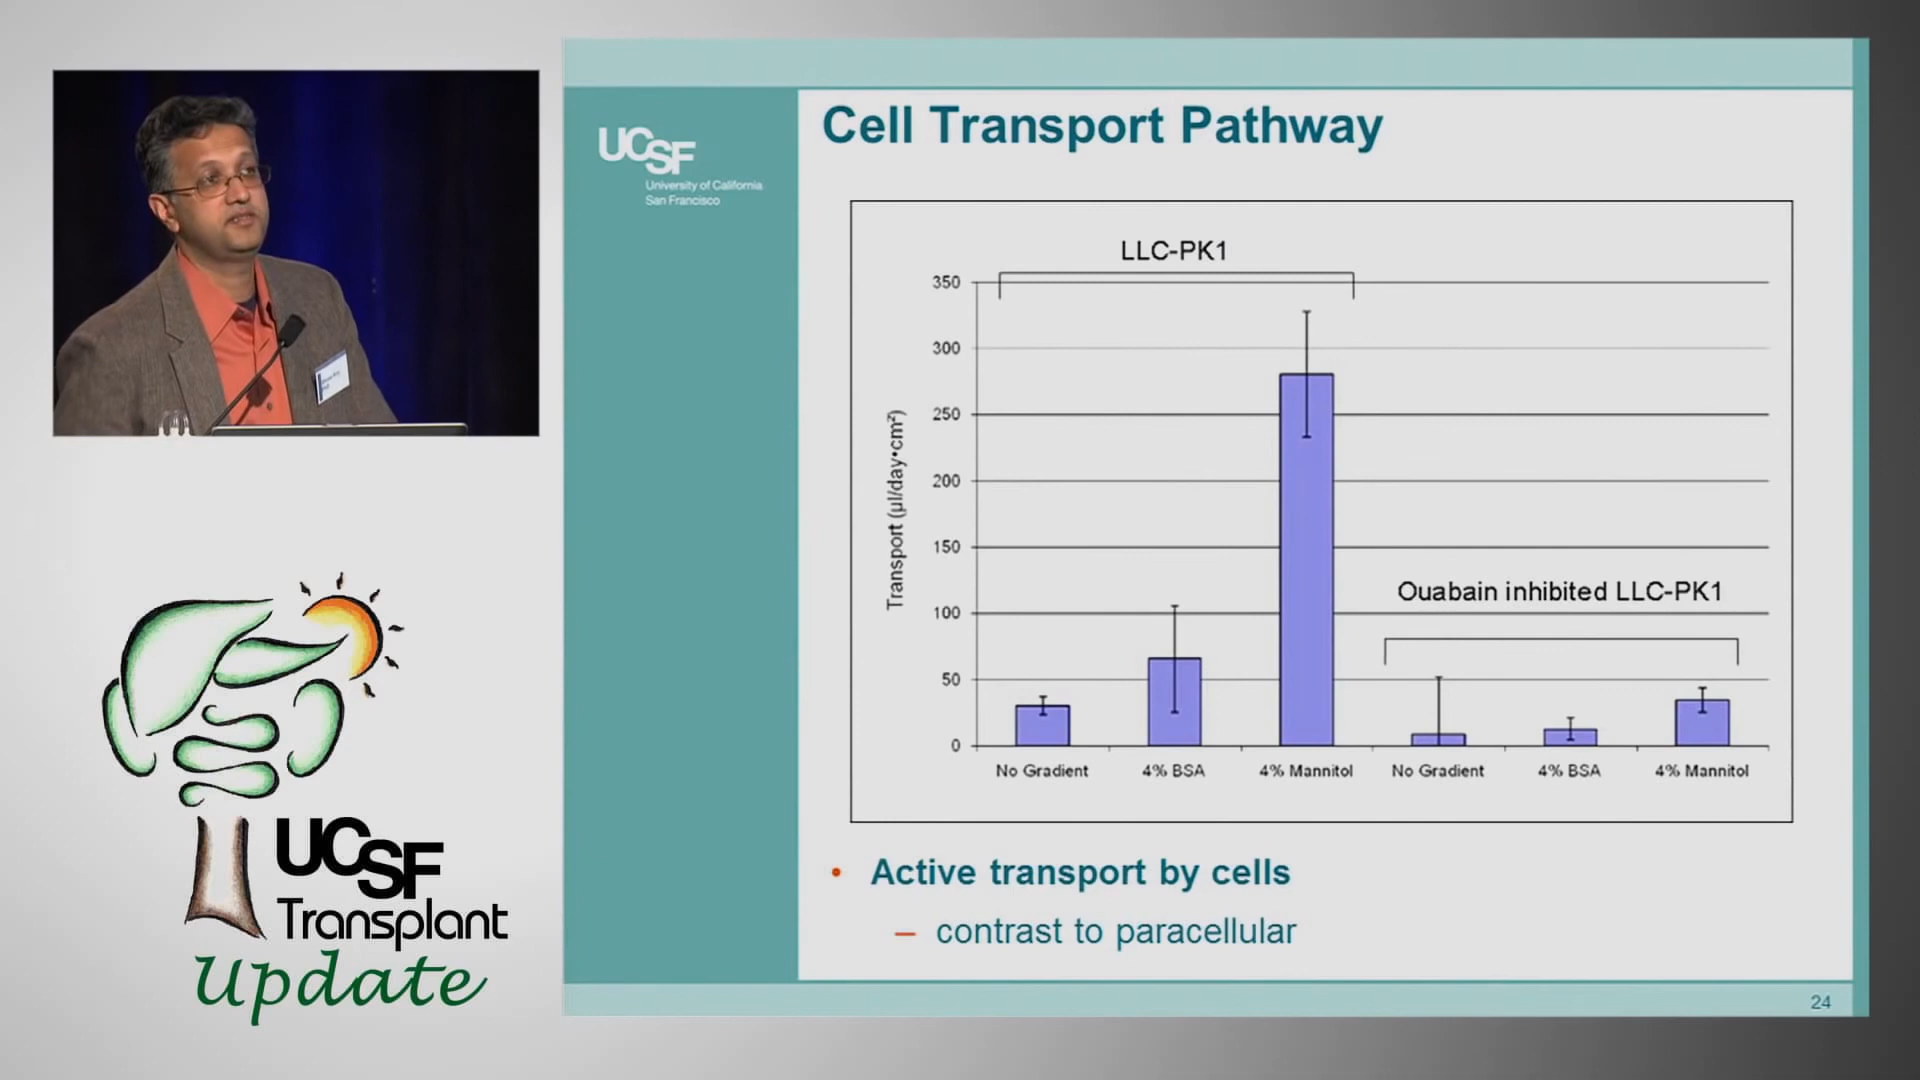 UCSF
University of California
San Francisco
Cell Transport Pathway
LLC-PK1
Ouabain inhibited LLC-PK1
Transport (µl/day•cm²)
350
300
250
200
150
100
50
0
No Gradient 4% BSA 4% Mannitol No Gradient 4% BSA 4% Mannitol
• Active transport by cells
– contrast to paracellular
24
UCSF
Transplant
Update